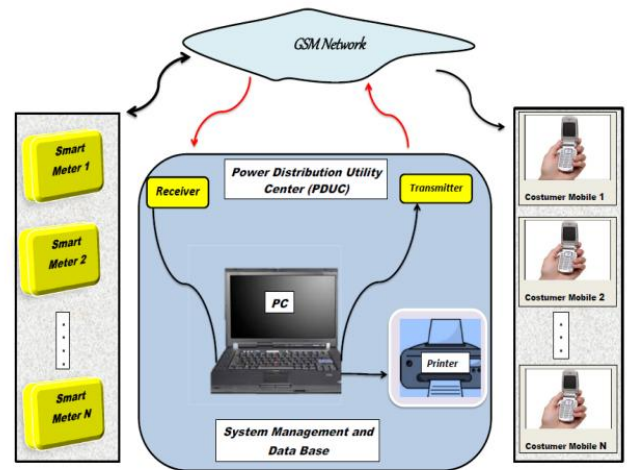 GSM Network
Smart
Meter 1
Smart
Meter 2
Smart
Meter N
Power Distribution Utility
Center (PDUC)
Receiver
Transmitter
PC
Printer
System Management and
Data Base
Costumer Mobile 1
Costumer Mobile 2
Costumer Mobile N